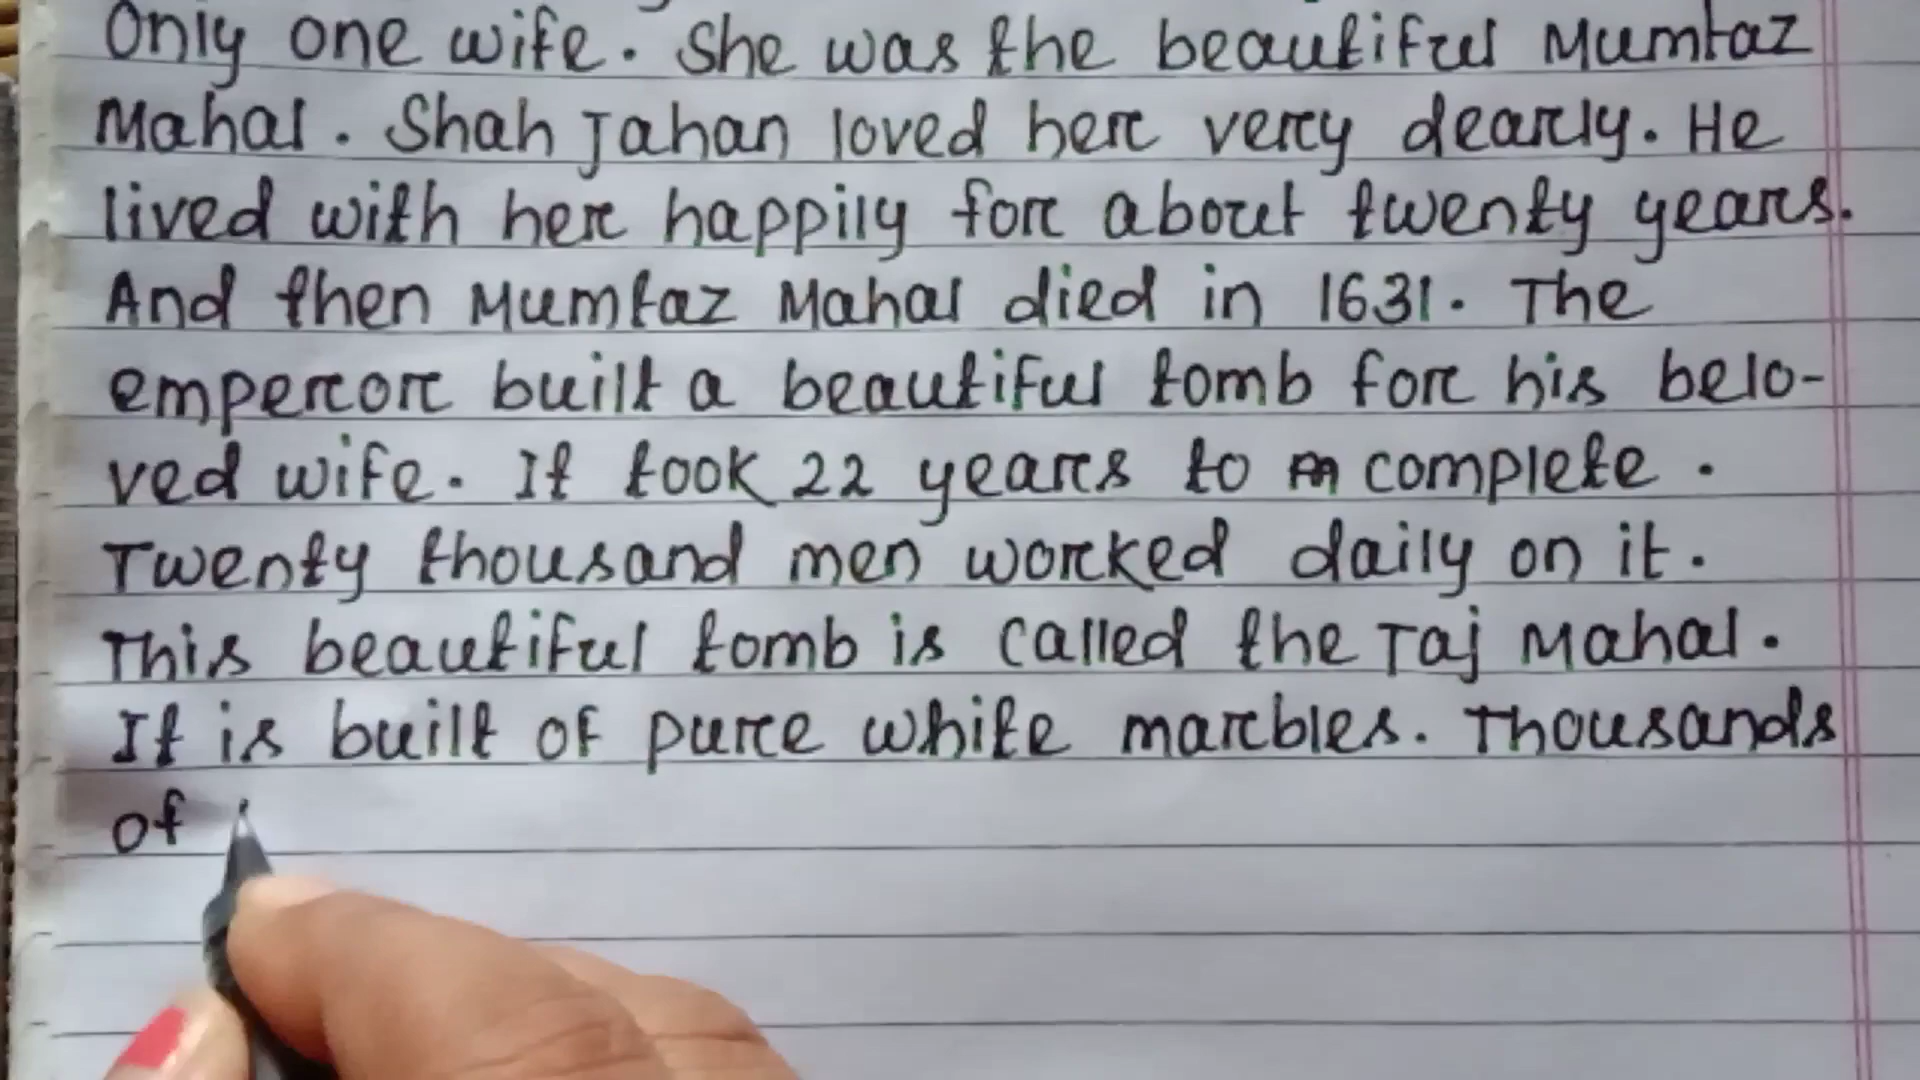 Only one wife. She was the beautiful Mumtaz
Mahal. Shah Jahan loved her very dearly. He
lived with her happily for about twenty years.
And then Mumtaz Mahal died in 1631. The
emperor built a beautiful tomb for his belo-
ved wife. It took 22 years to complete.
Twenty thousand men worked daily on it.
This beautiful tomb is called the Taj Mahal.
It is built of pure white marbles. Thousands
of